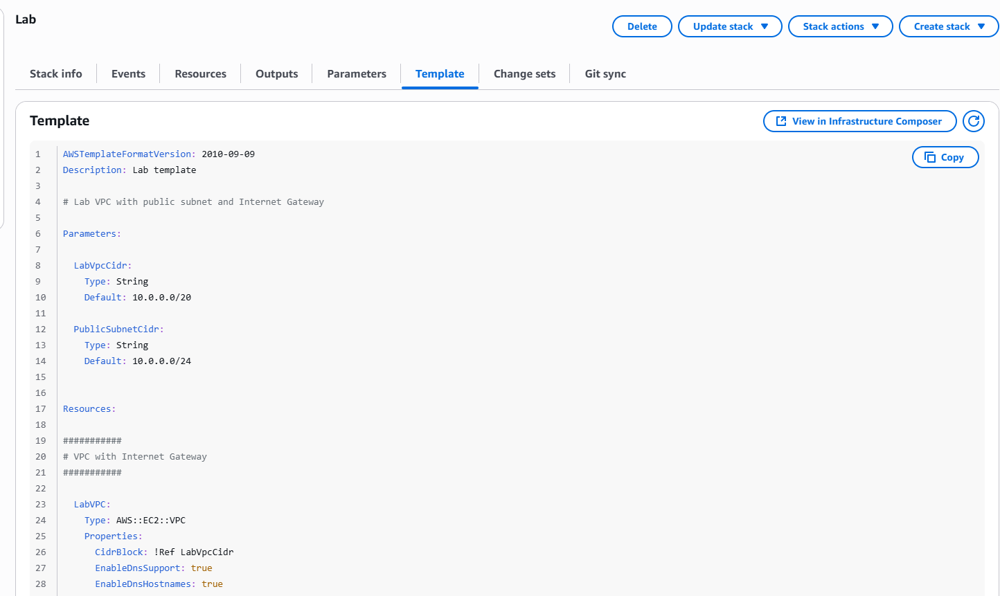 Lab
Delete
Update stack
Stack actions
Create stack
Stack info
Events
Resources
Outputs
Parameters
Template
Change sets
Git sync
Template
View in Infrastructure Composer
Copy
1 AWSTemplateFormatVersion: 2010-09-09
2 Description: Lab template
3
4 # Lab VPC with public subnet and Internet Gateway
5
6 Parameters:
7
8   LabVpcCidr:
9     Type: String
10     Default: 10.0.0.0/20
11
12   PublicSubnetCidr:
13     Type: String
14     Default: 10.0.0.0/24
15
16
17 Resources:
18
19 ###########
20 # VPC with Internet Gateway
21 ###########
22
23   LabVPC:
24     Type: AWS::EC2::VPC
25     Properties:
26       CidrBlock: !Ref LabVpcCidr
27       EnableDnsSupport: true
28       EnableDnsHostnames: true